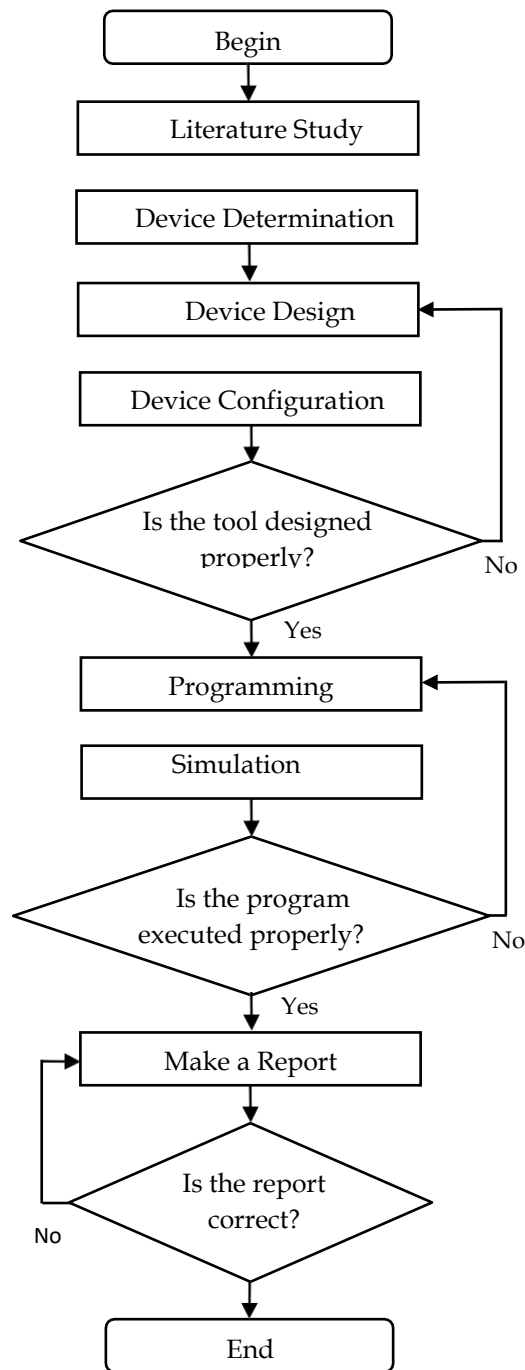 Begin
Literature Study
Device Determination
Device Design
Device Configuration
Is the tool designed
properly?
No
Yes
Programming
Simulation
Is the program
executed properly?
No
Yes
Make a Report
Is the report
correct?
No
End